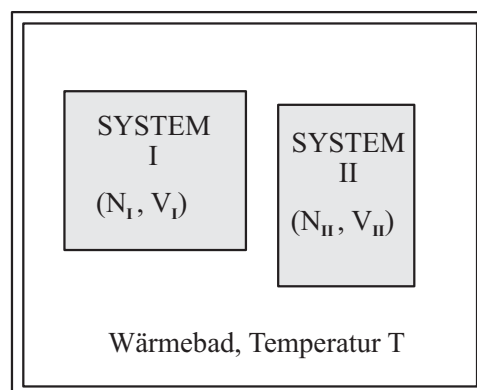 SYSTEM
I
(N_I, V_I)
SYSTEM
II
(N_II, V_II)
Wärmebad, Temperatur T